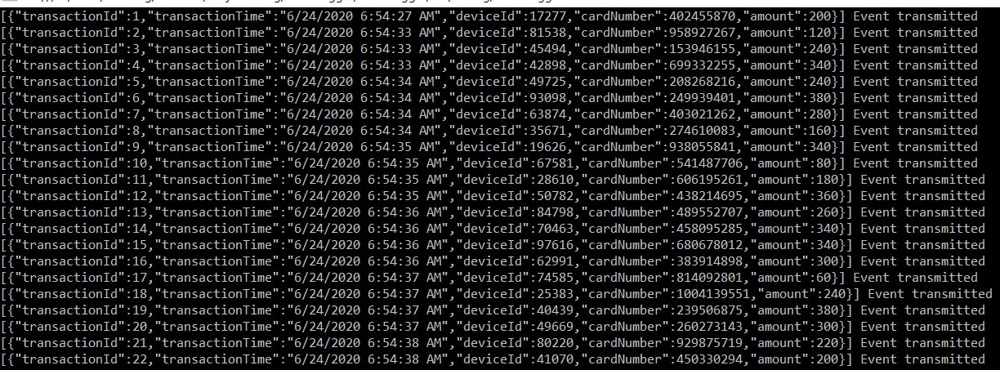 [{"transactionId":1,"transactionTime":"6/24/2020 6:54:27 AM","deviceId":17277,"cardNumber":402455870,"amount":200}] Event transmitted
[{"transactionId":2,"transactionTime":"6/24/2020 6:54:33 AM","deviceId":81538,"cardNumber":958927267,"amount":120}] Event transmitted
[{"transactionId":3,"transactionTime":"6/24/2020 6:54:33 AM","deviceId":45494,"cardNumber":153946155,"amount":240}] Event transmitted
[{"transactionId":4,"transactionTime":"6/24/2020 6:54:33 AM","deviceId":42898,"cardNumber":699332255,"amount":340}] Event transmitted
[{"transactionId":5,"transactionTime":"6/24/2020 6:54:34 AM","deviceId":49725,"cardNumber":208268216,"amount":240}] Event transmitted
[{"transactionId":6,"transactionTime":"6/24/2020 6:54:34 AM","deviceId":93098,"cardNumber":249939401,"amount":380}] Event transmitted
[{"transactionId":7,"transactionTime":"6/24/2020 6:54:34 AM","deviceId":63874,"cardNumber":403021262,"amount":280}] Event transmitted
[{"transactionId":8,"transactionTime":"6/24/2020 6:54:34 AM","deviceId":35671,"cardNumber":274610083,"amount":160}] Event transmitted
[{"transactionId":9,"transactionTime":"6/24/2020 6:54:35 AM","deviceId":19626,"cardNumber":938055841,"amount":340}] Event transmitted
[{"transactionId":10,"transactionTime":"6/24/2020 6:54:35 AM","deviceId":67581,"cardNumber":541487706,"amount":80}] Event transmitted
[{"transactionId":11,"transactionTime":"6/24/2020 6:54:35 AM","deviceId":28610,"cardNumber":606195261,"amount":180}] Event transmitted
[{"transactionId":12,"transactionTime":"6/24/2020 6:54:35 AM","deviceId":50782,"cardNumber":438214695,"amount":360}] Event transmitted
[{"transactionId":13,"transactionTime":"6/24/2020 6:54:36 AM","deviceId":84798,"cardNumber":489552707,"amount":260}] Event transmitted
[{"transactionId":14,"transactionTime":"6/24/2020 6:54:36 AM","deviceId":70463,"cardNumber":458095285,"amount":340}] Event transmitted
[{"transactionId":15,"transactionTime":"6/24/2020 6:54:36 AM","deviceId":97616,"cardNumber":680678012,"amount":340}] Event transmitted
[{"transactionId":16,"transactionTime":"6/24/2020 6:54:36 AM","deviceId":62991,"cardNumber":383914898,"amount":300}] Event transmitted
[{"transactionId":17,"transactionTime":"6/24/2020 6:54:37 AM","deviceId":74585,"cardNumber":814092801,"amount":60}] Event transmitted
[{"transactionId":18,"transactionTime":"6/24/2020 6:54:37 AM","deviceId":25383,"cardNumber":1004139551,"amount":240}] Event transmitted
[{"transactionId":19,"transactionTime":"6/24/2020 6:54:37 AM","deviceId":40439,"cardNumber":239506875,"amount":380}] Event transmitted
[{"transactionId":20,"transactionTime":"6/24/2020 6:54:37 AM","deviceId":49669,"cardNumber":260273143,"amount":300}] Event transmitted
[{"transactionId":21,"transactionTime":"6/24/2020 6:54:38 AM","deviceId":80220,"cardNumber":929875719,"amount":220}] Event transmitted
[{"transactionId":22,"transactionTime":"6/24/2020 6:54:38 AM","deviceId":41070,"cardNumber":450330294,"amount":200}] Event transmitted